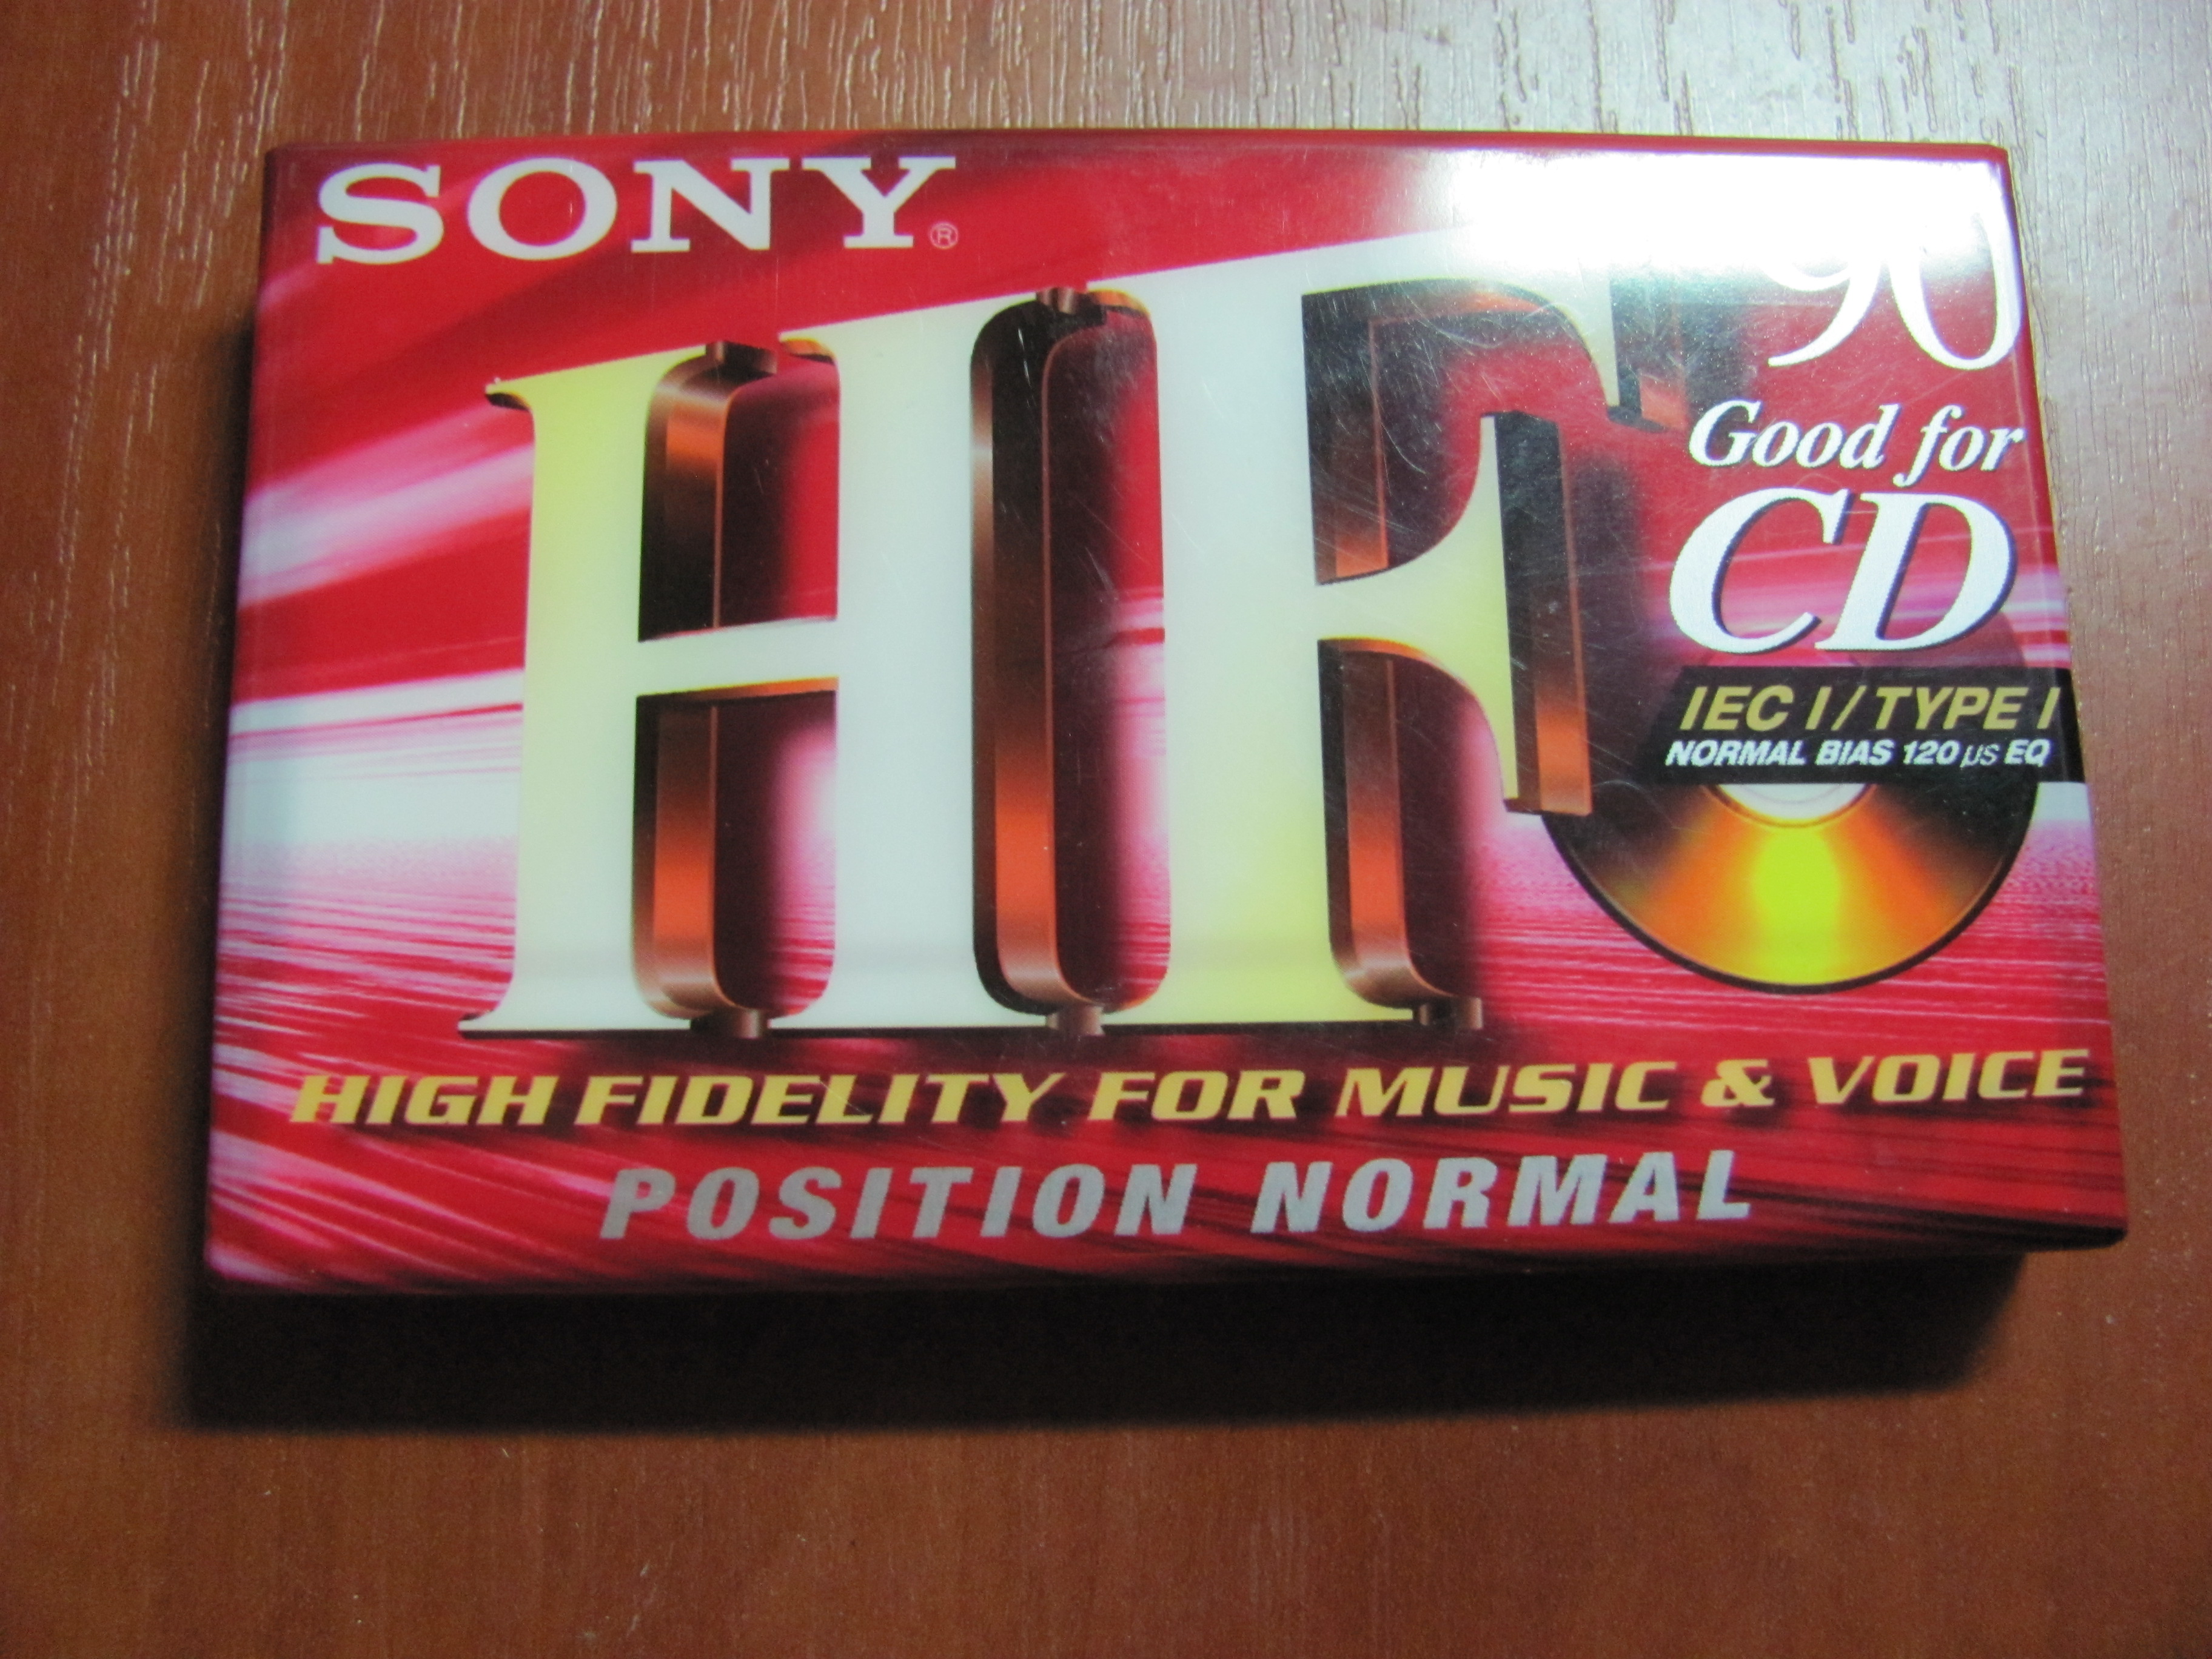 SONY®
90
HF
Good for
CD
IEC I / TYPE I
NORMAL BIAS 120 µs EQ
HIGH FIDELITY FOR MUSIC & VOICE
POSITION NORMAL